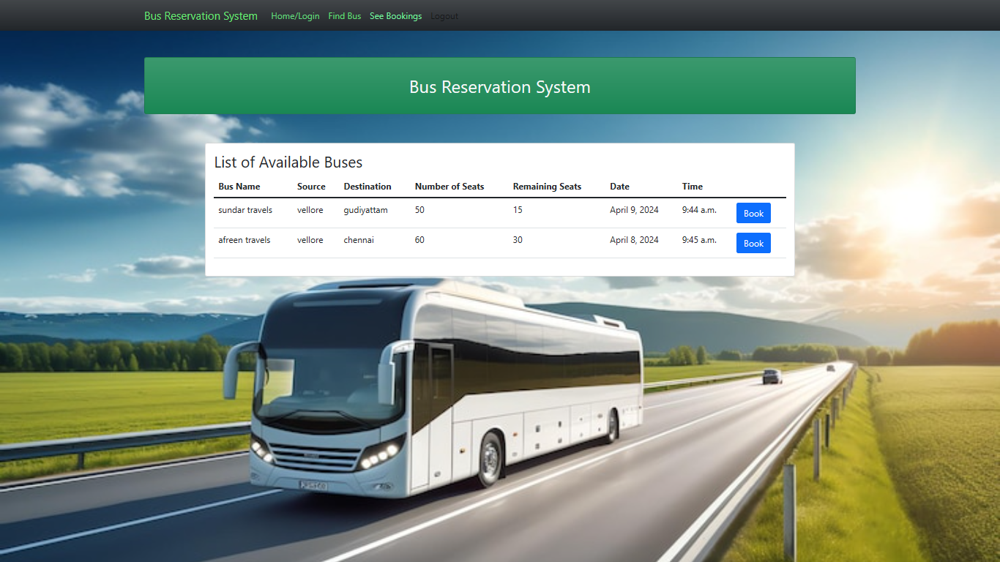 Bus Reservation System Home/Login Find Bus See Bookings Logout
Bus Reservation System
List of Available Buses
Bus Name Source Destination Number of Seats Remaining Seats Date Time
sundar travels vellore gudiyattam 50 15 April 9, 2024 9:44 a.m. Book
afreen travels vellore chennai 60 30 April 8, 2024 9:45 a.m. Book